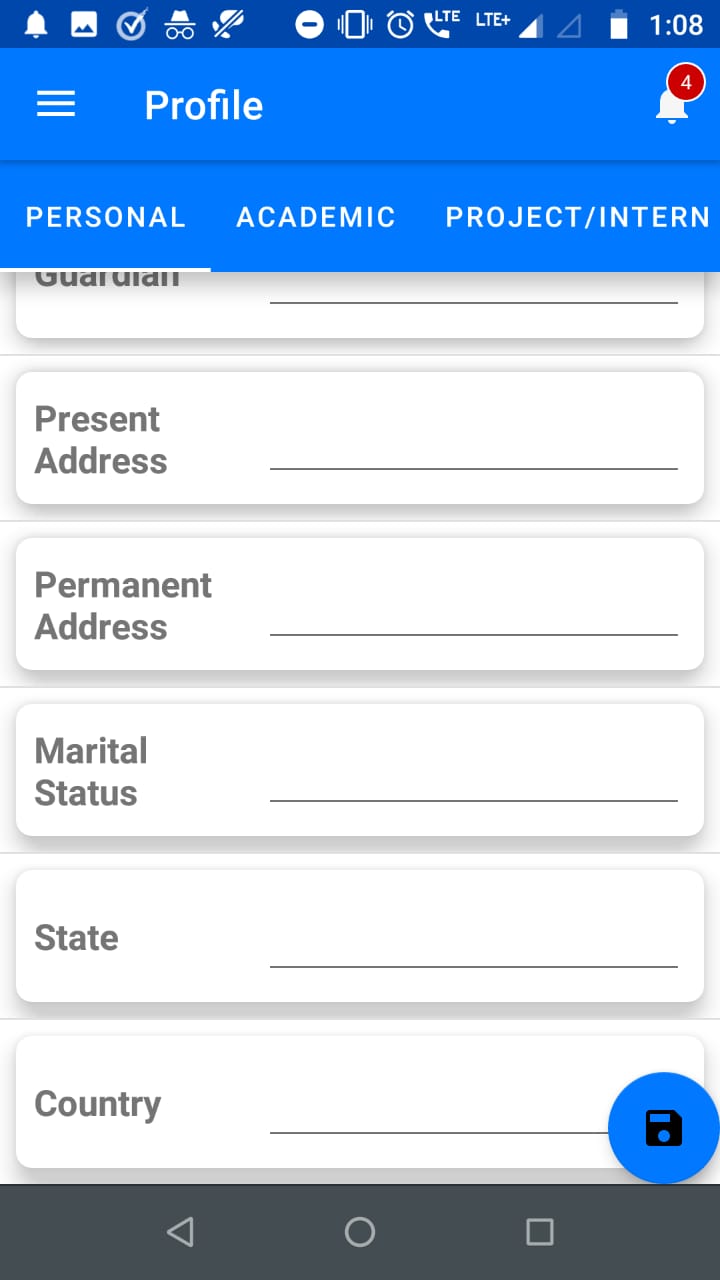 LTE LTE+ 1:08
Profile 4
PERSONAL ACADEMIC PROJECT/INTERN
Guardian
Present
Address
Permanent
Address
Marital
Status
State
Country